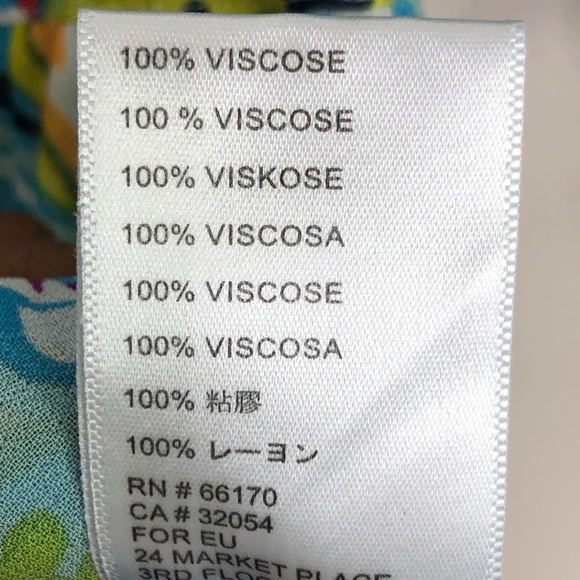 100% VISCOSE
100 % VISCOSE
100% VISKOSE
100% VISCOSA
100% VISCOSE
100% VISCOSA
100% 粘膠
100% レーヨン
RN # 66170
CA # 32054
FOR EU
24 MARKET PLACE
3RD